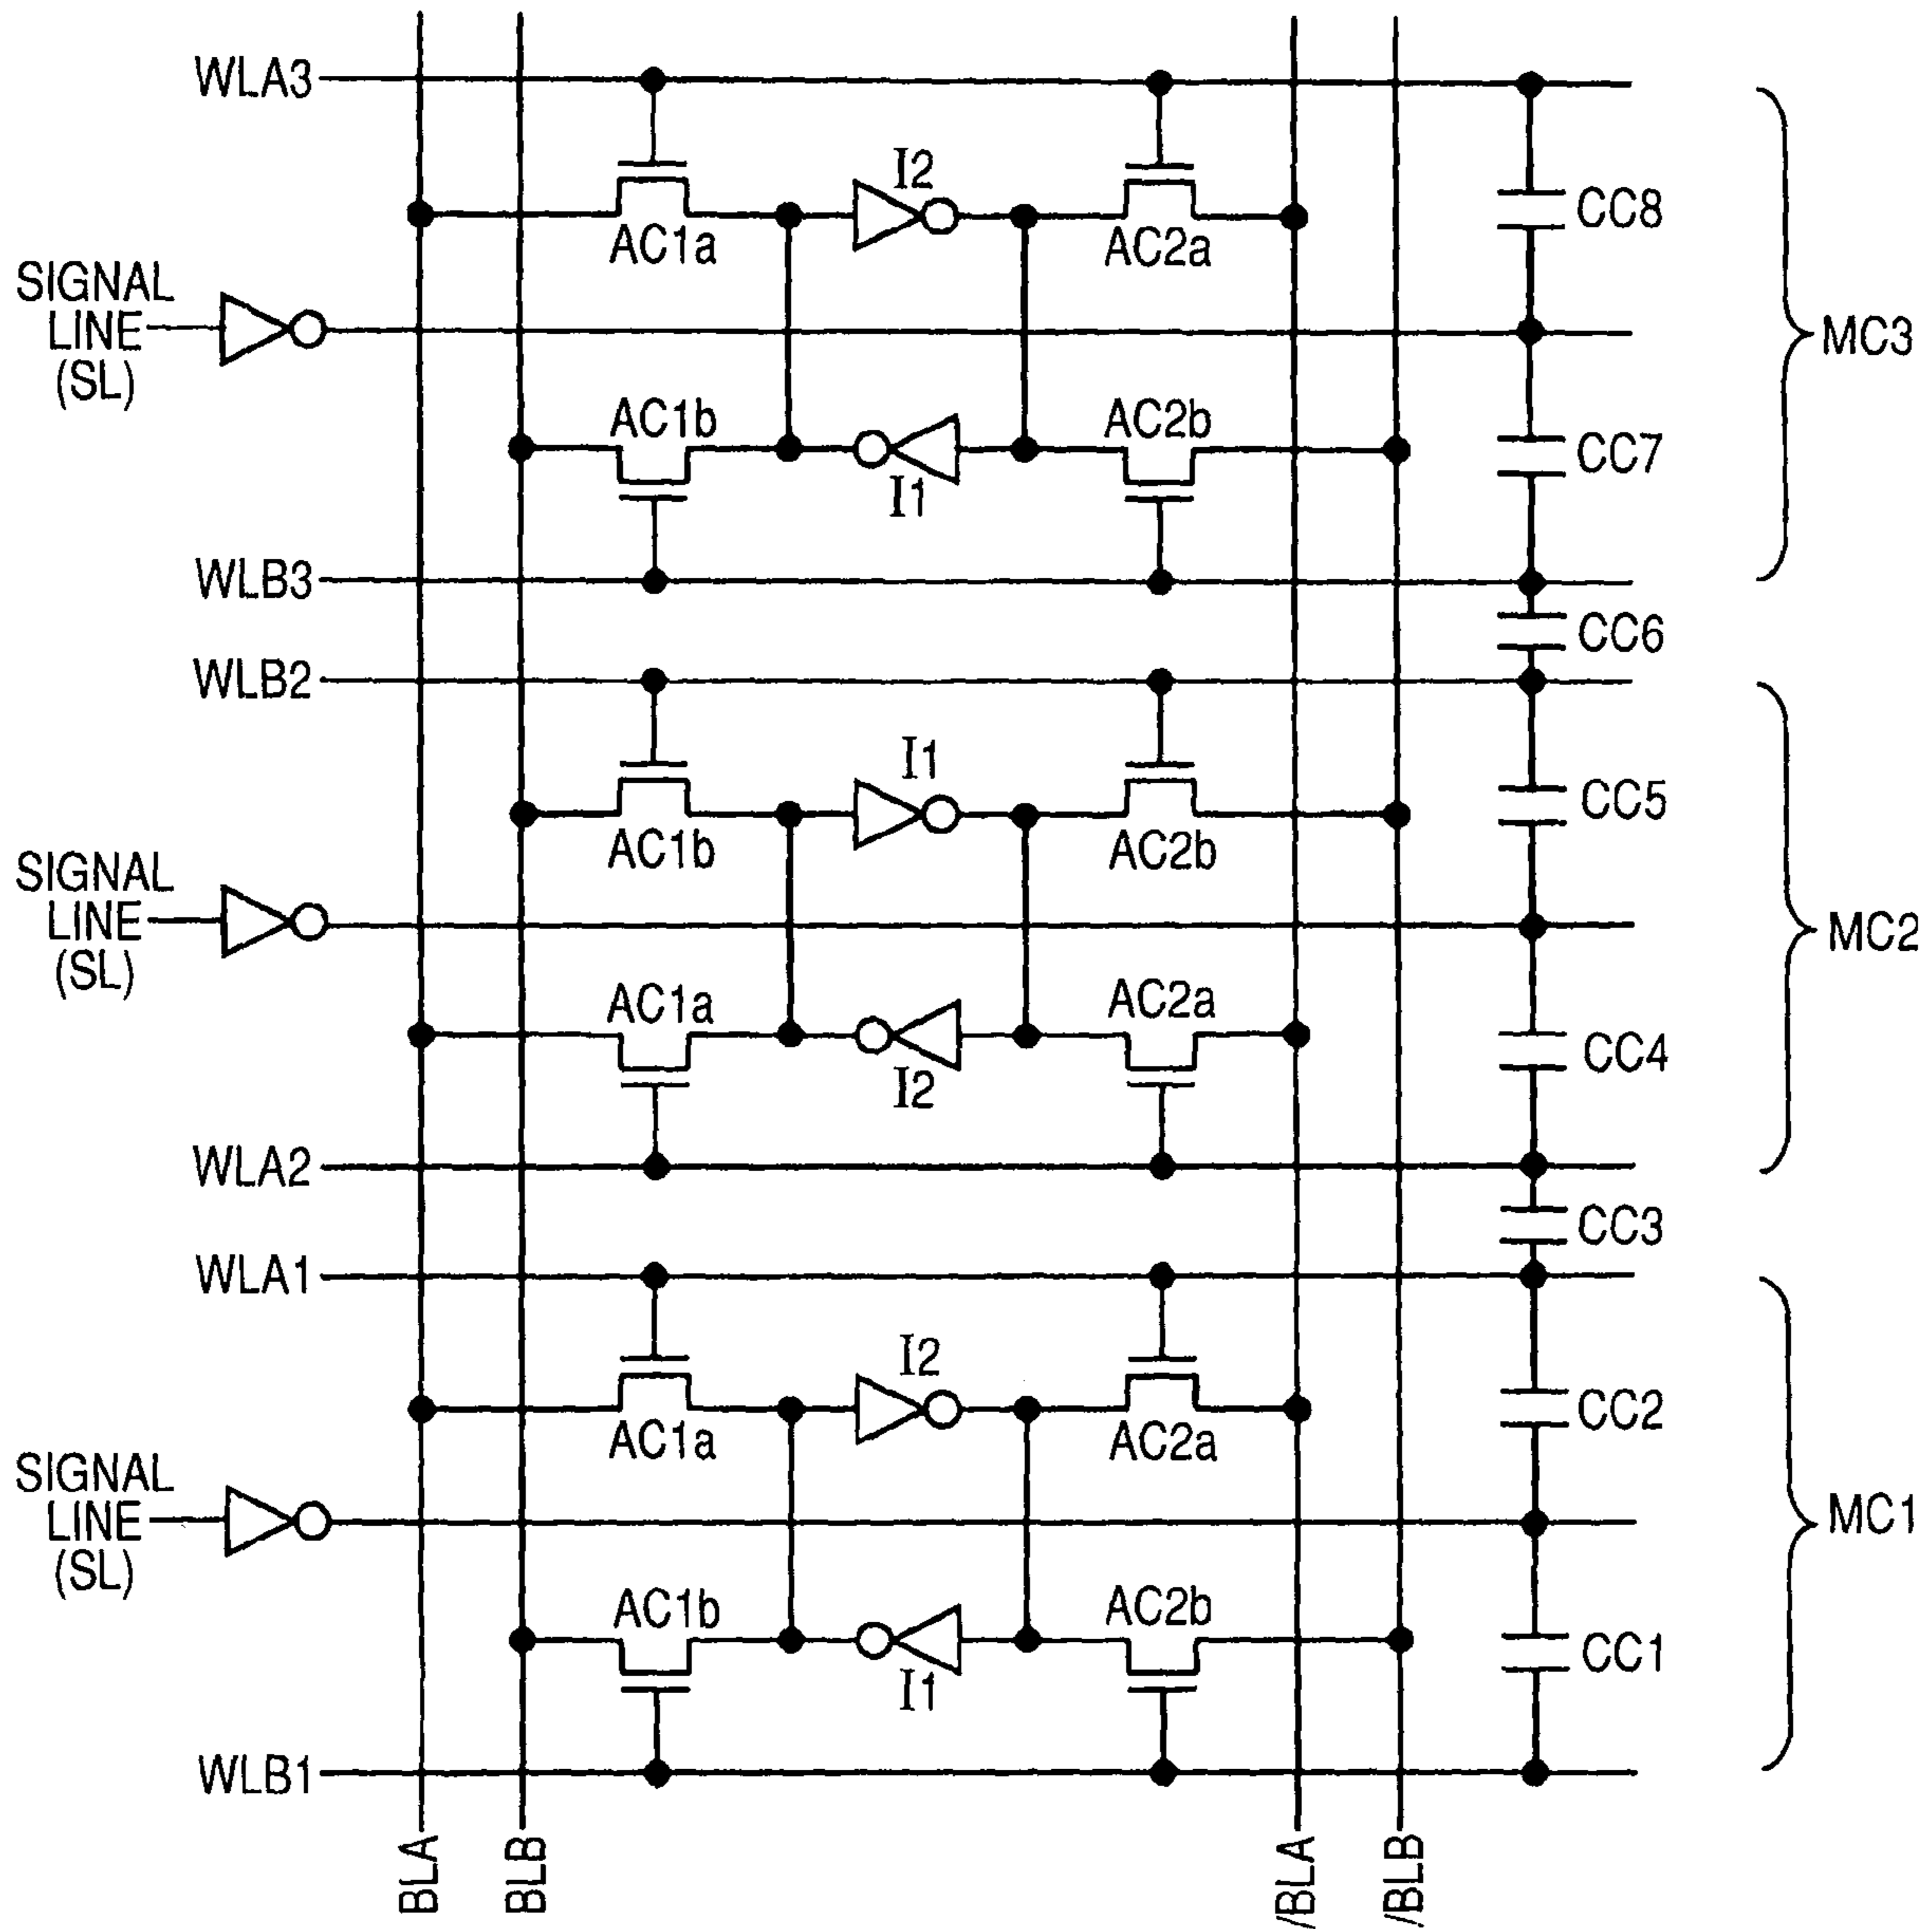 WLA3
I2
CC8
AC1a
AC2a
SIGNAL
LINE
(SL)
MC3
AC1b
AC2b
CC7
I1
WLB3
CC6
WLB2
I1
CC5
AC1b
AC2b
SIGNAL
LINE
(SL)
MC2
AC1a
AC2a
CC4
I2
WLA2
CC3
WLA1
I2
CC2
AC1a
AC2a
SIGNAL
LINE
(SL)
MC1
AC1b
AC2b
CC1
I1
WLB1
BLA
BLB
/BLA
/BLB